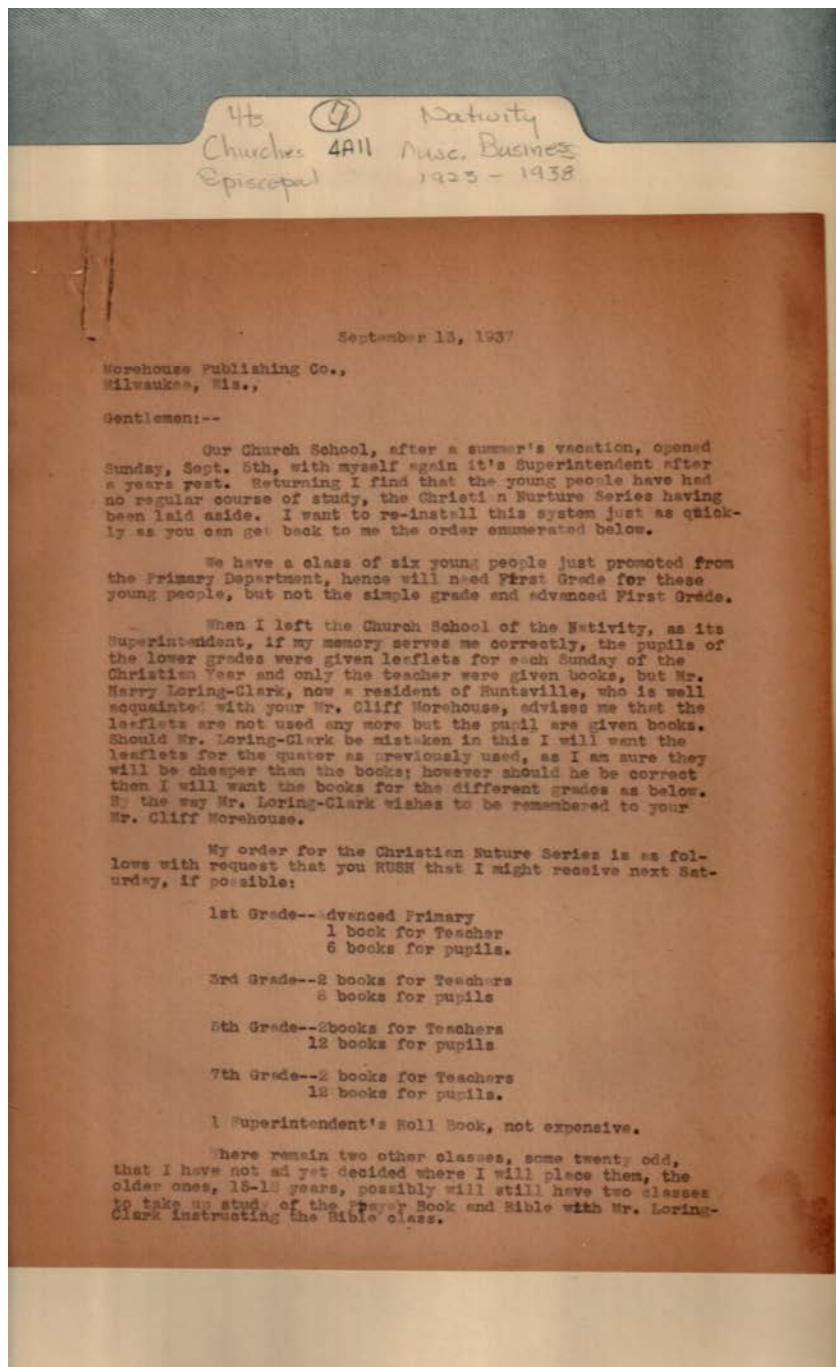 4B 7 Nativity
Churches 4A11 Misc. Business
Episcopal 1923 - 1938
September 13, 1937
Morehouse Publishing Co.,
Milwaukee, Wis.,
Gentlemen:--
Our Church School, after a summer's vacation, opened
Sunday, Sept. 5th, with myself again it's Superintendent after
a years rest. Returning I find that the young people have had
no regular course of study, the Christi n Nurture Series having
been laid aside. I want to re-install this system just as quick-
ly as you can get back to me the order enumerated below.
We have a class of six young people just promoted from
the Primary Department, hence will need First Grade for these
young people, but not the simple grade and advanced First Grade.
When I left the Church School of the Nativity, as its
Superintendent, if my memory serves me correctly, the pupils of
the lower grades were given leaflets for each Sunday of the
Christian Year and only the teacher were given books, but Mr.
Harry Loring-Clark, now a resident of Huntsville, who is well
acquainted with your Mr. Cliff Morehouse, advises me that the
leaflets are not used any more but the pupil are given books.
Should Mr. Loring-Clark be mistaken in this I will want the
leaflets for the quater as previously used, as I am sure they
will be cheaper than the books; however should he be correct
then I will want the books for the different grades as below.
By the way Mr. Loring-Clark wishes to be remembered to your
Mr. Cliff Morehouse.
My order for the Christian Nuture Series is as fol-
lows with request that you RUSH that I might receive next Sat-
urday, if possible:
1st Grade--Advanced Primary
1 book for Teacher
6 books for pupils.
3rd Grade--2 books for Teachers
8 books for pupils
5th Grade--2books for Teachers
12 books for pupils
7th Grade--2 books for Teachers
12 books for pupils.
1 Superintendent's Roll Book, not expensive.
There remain two other classes, some twenty odd,
that I have not ad yet decided where I will place them, the
older ones, 15-18 years, possibly will still have two classes
to take up study of the Prayer Book and Bible with Mr. Loring-
Clark instructing the Bible class.